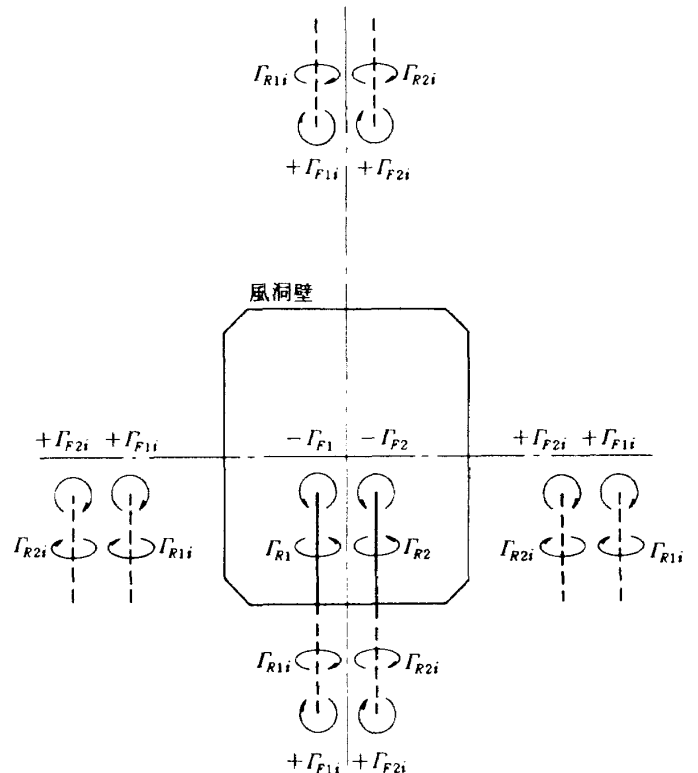 Γ_{R1i} Γ_{R2i}
+Γ_{F1i} +Γ_{F2i}
風洞壁
+Γ_{F2i} +Γ_{F1i} −Γ_{F1} −Γ_{F2} +Γ_{F2i} +Γ_{F1i}
Γ_{R2i} Γ_{R1i} Γ_{R1} Γ_{R2} Γ_{R2i} Γ_{R1i}
Γ_{R1i} Γ_{R2i}
+Γ_{F1i} +Γ_{F2i}